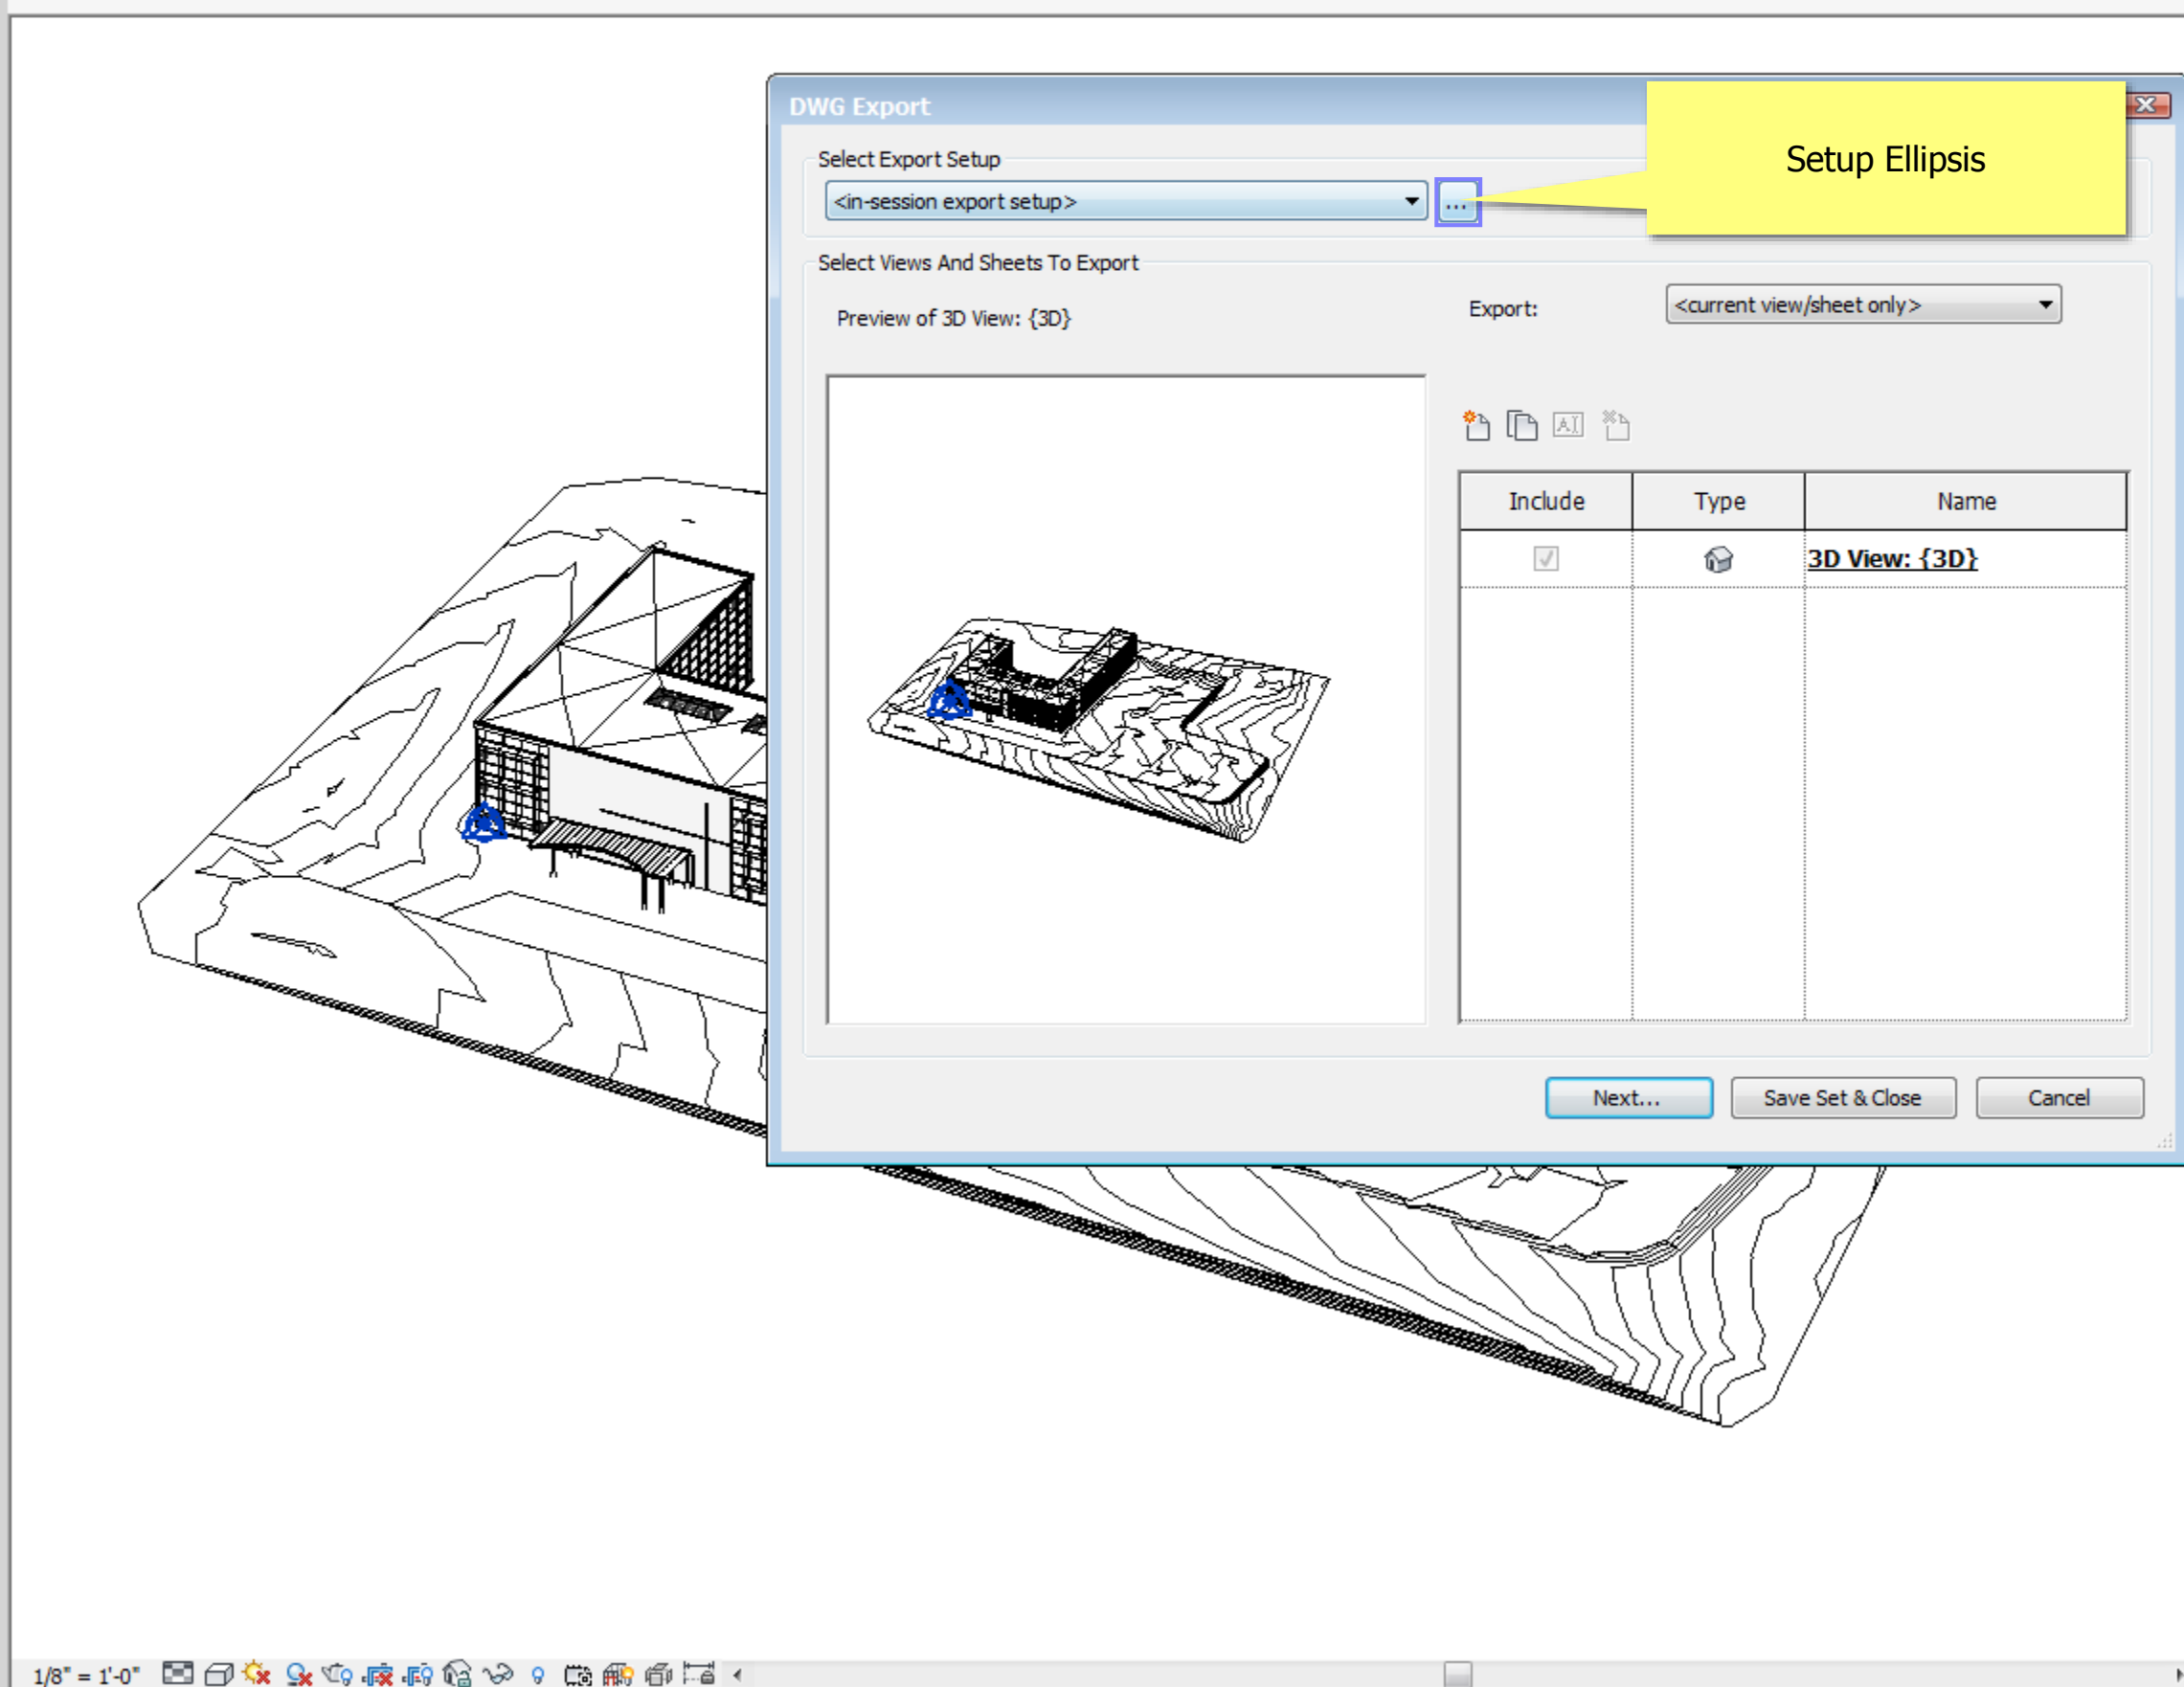 DWG Export
Setup Ellipsis
Select Export Setup
<in-session export setup>
...
Select Views And Sheets To Export
Preview of 3D View: {3D}
Export:
<current view/sheet only>
Include Type Name
3D View: {3D}
Next... Save Set & Close Cancel
1/8" = 1'-0"